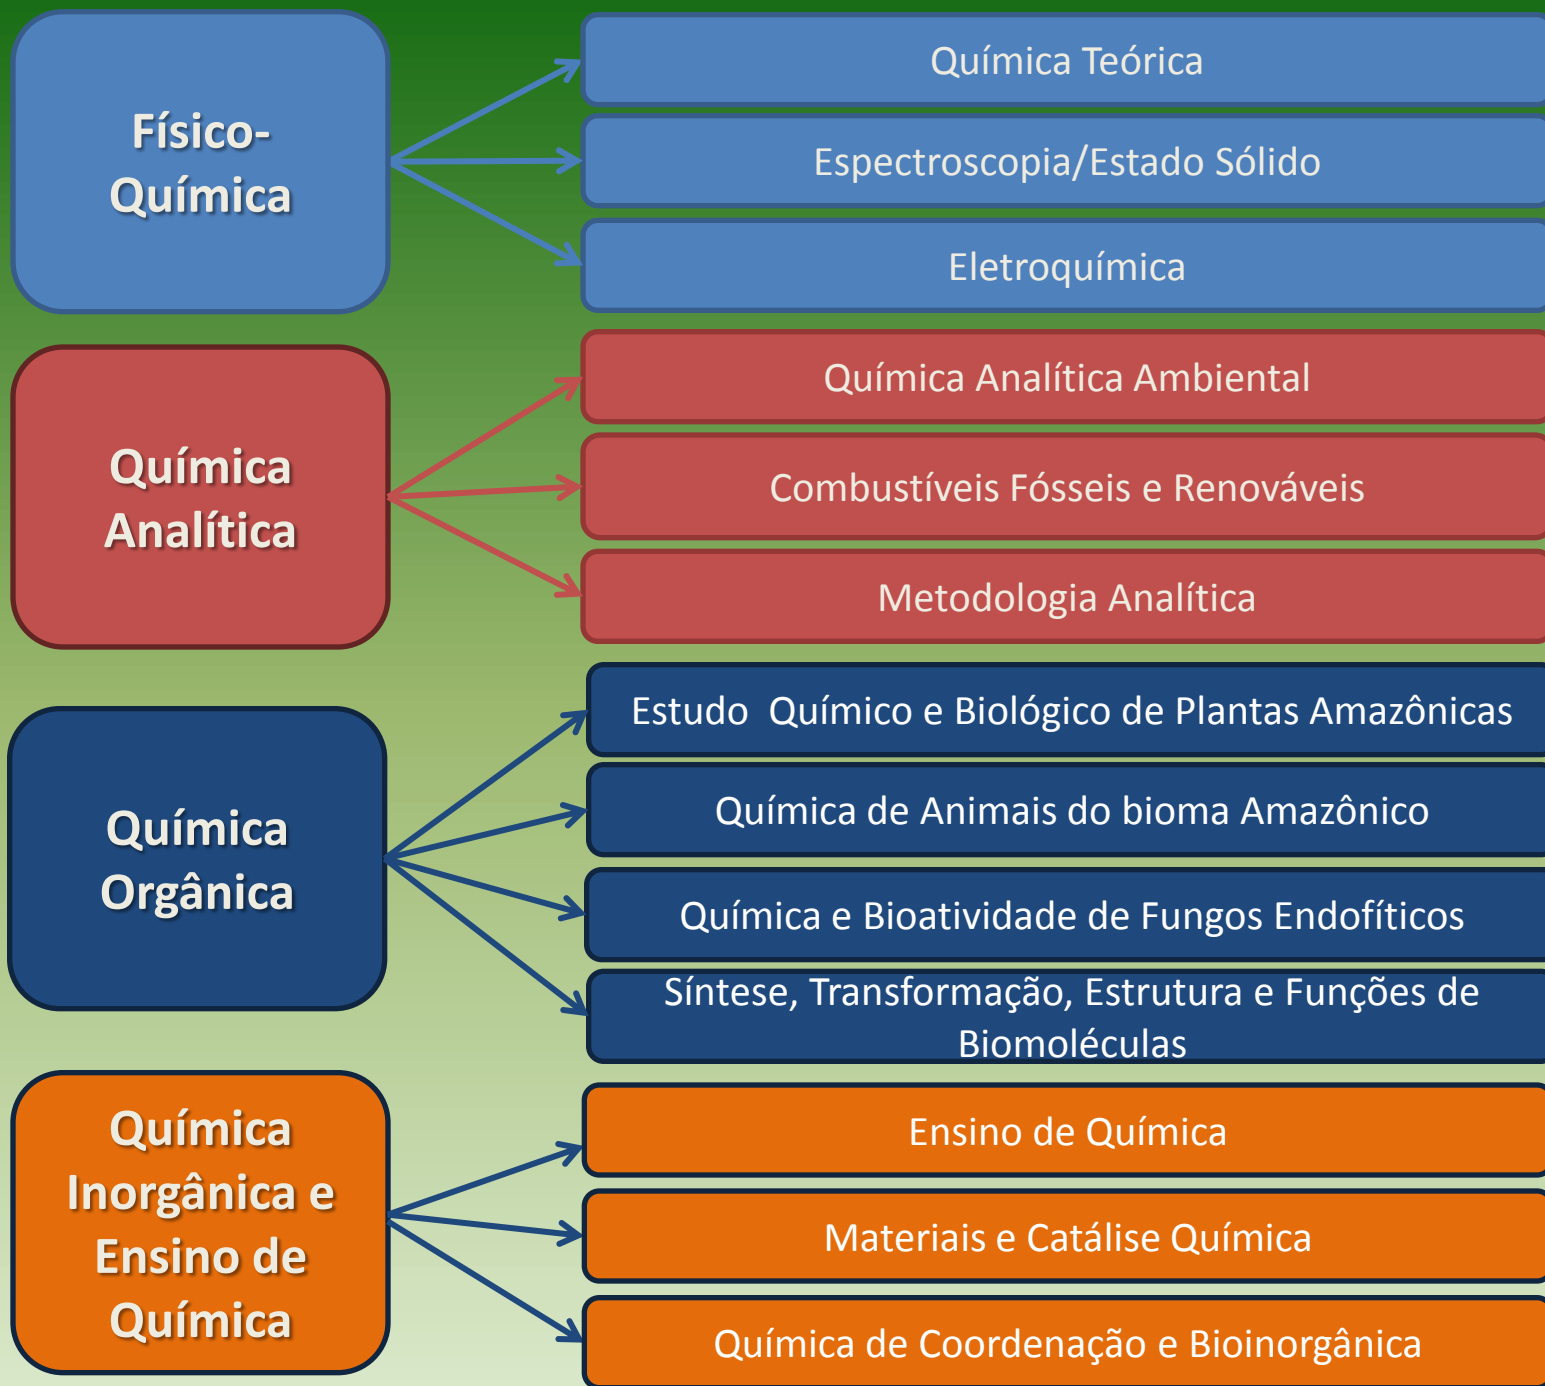 Físico-
Química
Química Teórica
Espectroscopia/Estado Sólido
Eletroquímica
Química
Analítica
Química Analítica Ambiental
Combustíveis Fósseis e Renováveis
Metodologia Analítica
Química
Orgânica
Estudo  Químico e Biológico de Plantas Amazônicas
Química de Animais do bioma Amazônico
Química e Bioatividade de Fungos Endofíticos
Síntese, Transformação, Estrutura e Funções de
Biomoléculas
Química
Inorgânica e
Ensino de
Química
Ensino de Química
Materiais e Catálise Química
Química de Coordenação e Bioinorgânica